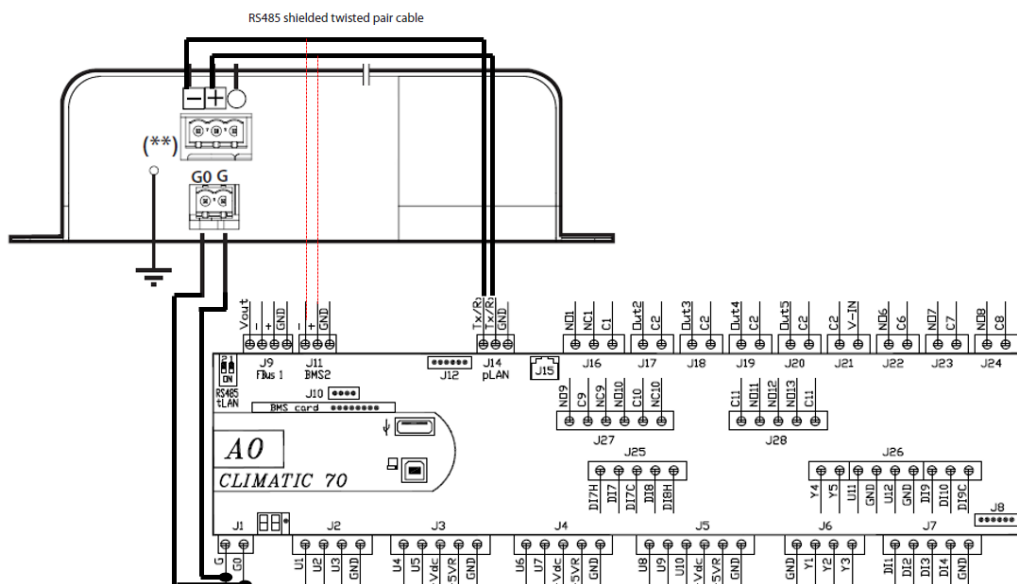 RS485 shielded twisted pair cable
− +
(**)
G0 G
Vout
−
+
GND
−
+
GND
Tx/R
Tx/R
GND
NO1
NC1
C1
Out2
C2
Out3
C2
Out4
C2
Out5
C2
C2
V-IN
NO6
C6
NO7
C7
NO8
C8
2 1
ON
RS485
tLAN
J9
FBus 1
J11
BMS2
J12
J14
pLAN
J15
J16
J17
J18
J19
J20
J21
J22
J23
J24
J10
BMS card
NO9
C9
NC9
NO10
C10
NC10
J27
C11
NO11
NO12
NO13
C11
J28
A0
CLIMATIC 70
J25
DI7H
DI7
DI7C
DI8
DI8H
J26
Y4
Y5
U11
GND
U12
GND
DI9
DI10
DI9C
J8
J1
J2
J3
J4
J5
J6
J7
G
G0
U1
U2
U3
GND
U4
U5
GND
+5VR
-Vdc
U6
U7
GND
+5VR
-Vdc
U8
U9
U10
-Vdc
-5VR
GND
GND
Y1
Y2
Y3
DI1
DI2
DI3
DI4
GND